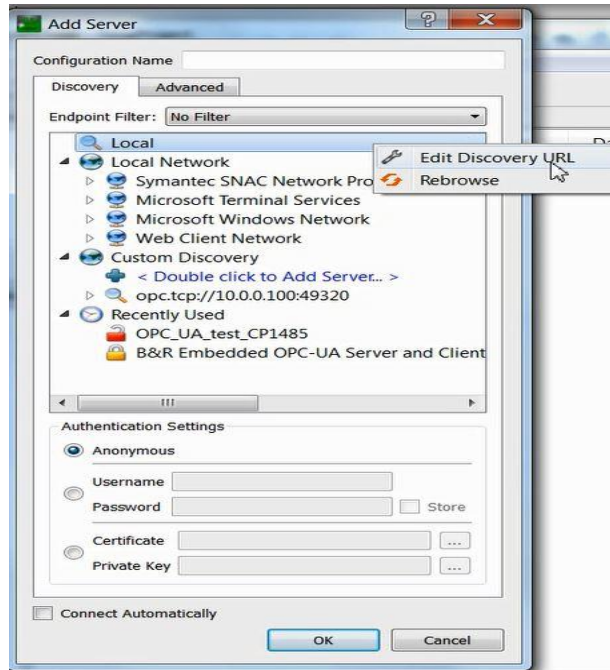 Add Server
Configuration Name
Discovery Advanced
Endpoint Filter: No Filter
Local
Edit Discovery URL
Rebrowse
Local Network
Symantec SNAC Network Pro
Microsoft Terminal Services
Microsoft Windows Network
Web Client Network
Custom Discovery
< Double click to Add Server... >
opc.tcp://10.0.0.100:49320
Recently Used
OPC_UA_test_CP1485
B&R Embedded OPC-UA Server and Client
Authentication Settings
Anonymous
Username
Password Store
Certificate ...
Private Key ...
Connect Automatically
OK Cancel